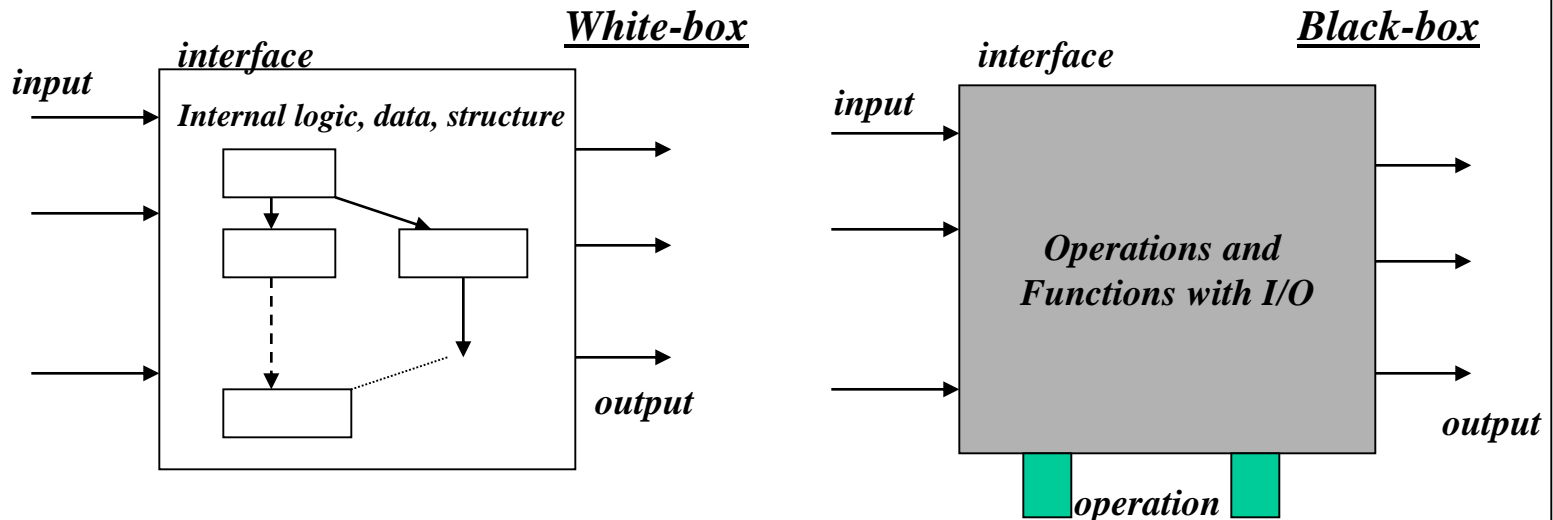 White-box
interface
input
Internal logic, data, structure
output
Black-box
interface
input
Operations and
Functions with I/O
output
operation